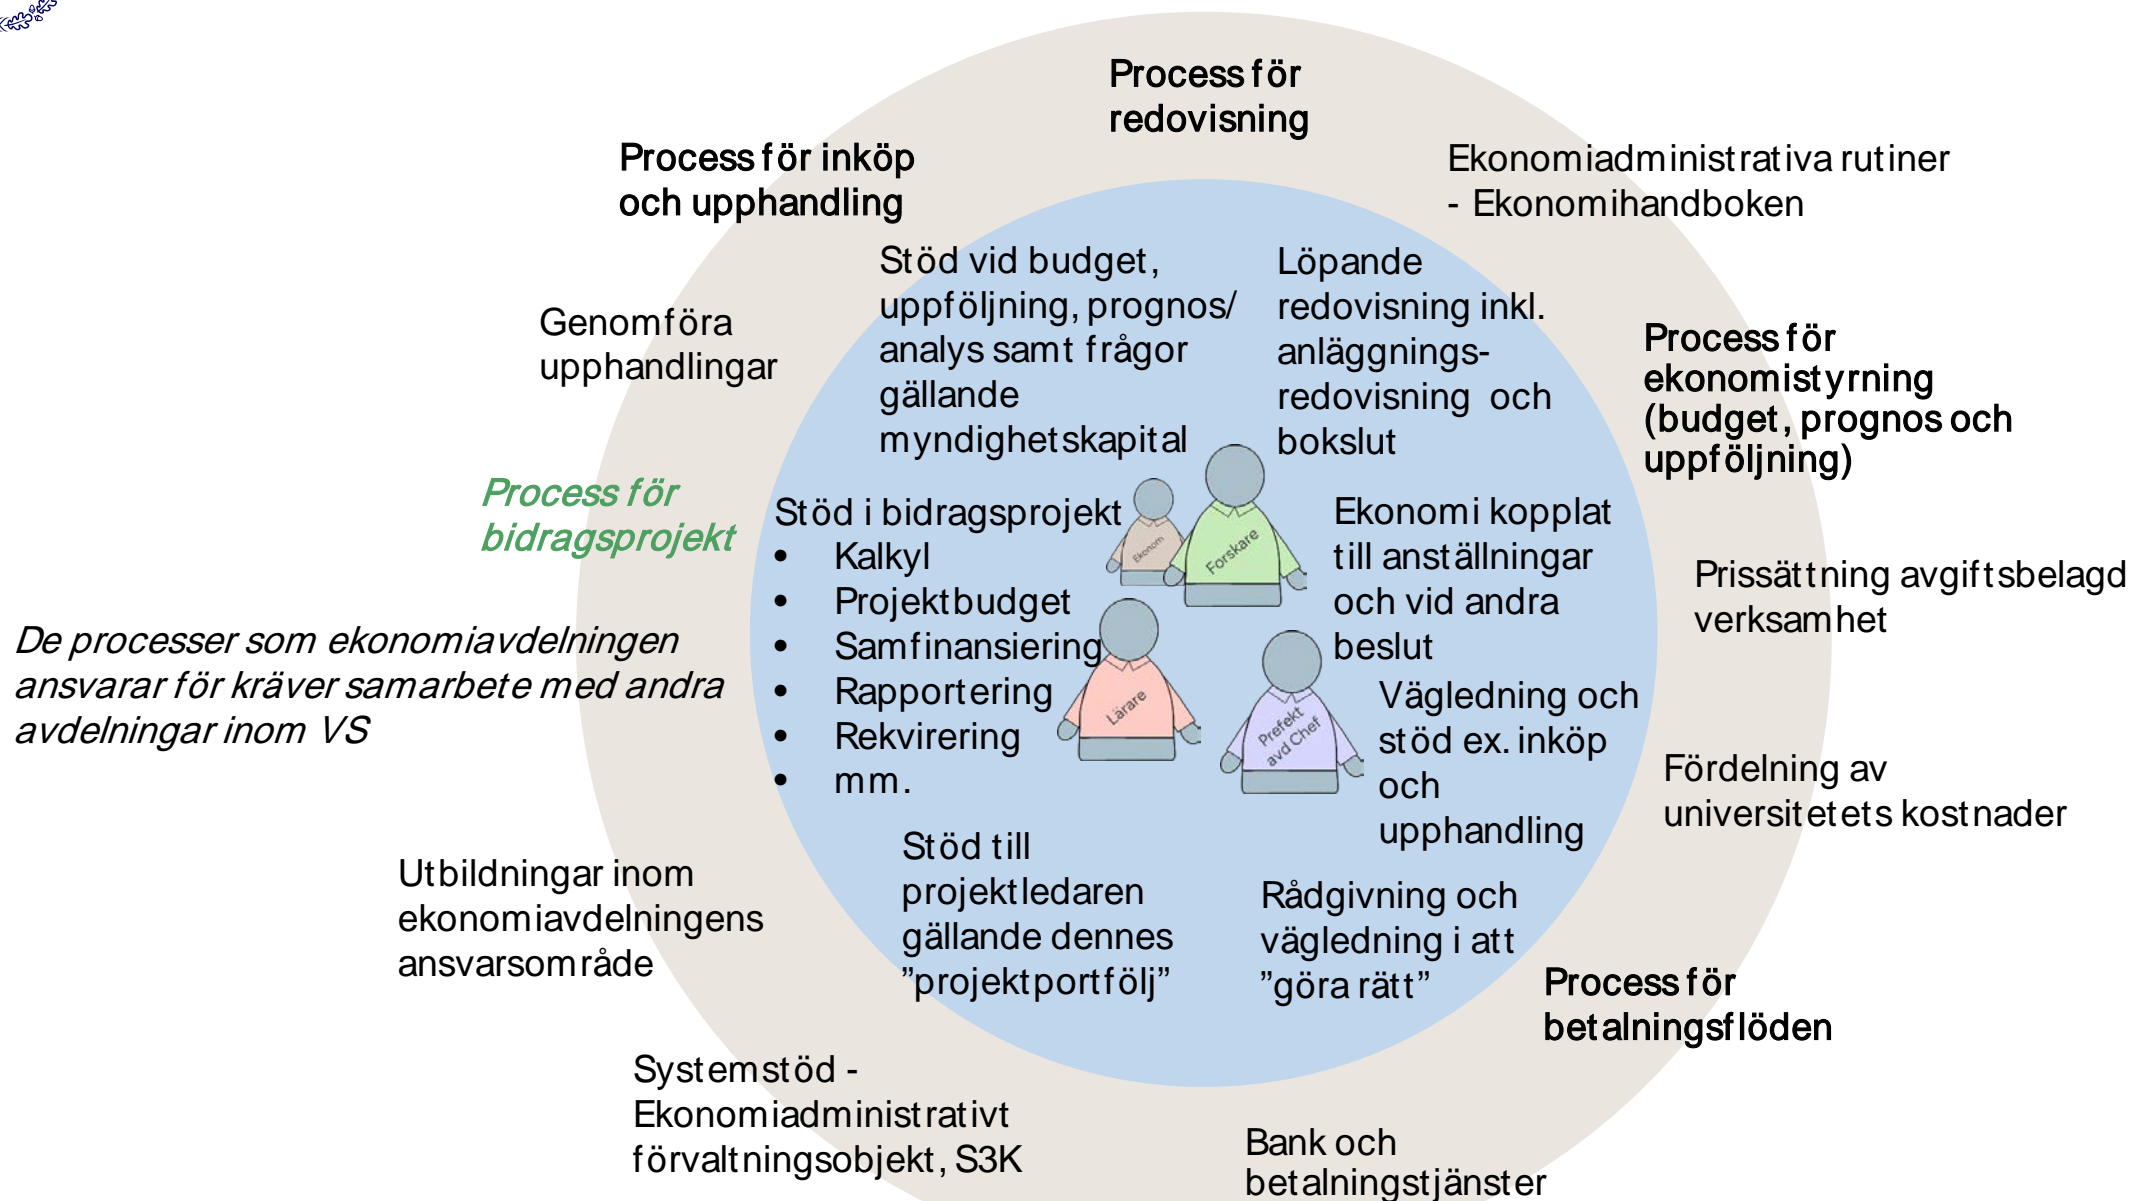 Process för
redovisning
Process för inköp
och upphandling
Ekonomiadministrativa rutiner
- Ekonomihandboken
Stöd vid budget,
uppföljning, prognos/
analys samt frågor
gällande
myndighetskapital
Löpande
redovisning inkl.
anläggnings-
redovisning och
bokslut
Genomföra
upphandlingar
Process för
ekonomistyrning
(budget, prognos och
uppföljning)
Process för
bidragsprojekt
Stöd i bidragsprojekt
• Kalkyl
• Projektbudget
• Samfinansiering
• Rapportering
• Rekvirering
• mm.
Ekonom
Forskare
Lärare
Prefekt
avd Chef
Ekonomi kopplat
till anställningar
och vid andra
beslut
Prissättning avgiftsbelagd
verksamhet
De processer som ekonomiavdelningen
ansvarar för kräver samarbete med andra
avdelningar inom VS
Vägledning och
stöd ex. inköp
och
upphandling
Fördelning av
universitetets kostnader
Utbildningar inom
ekonomiavdelningens
ansvarsområde
Stöd till
projektledaren
gällande dennes
”projektportfölj”
Rådgivning och
vägledning i att
”göra rätt”
Process för
betalningsflöden
Systemstöd -
Ekonomiadministrativt
förvaltningsobjekt, S3K
Bank och
betalningstjänster